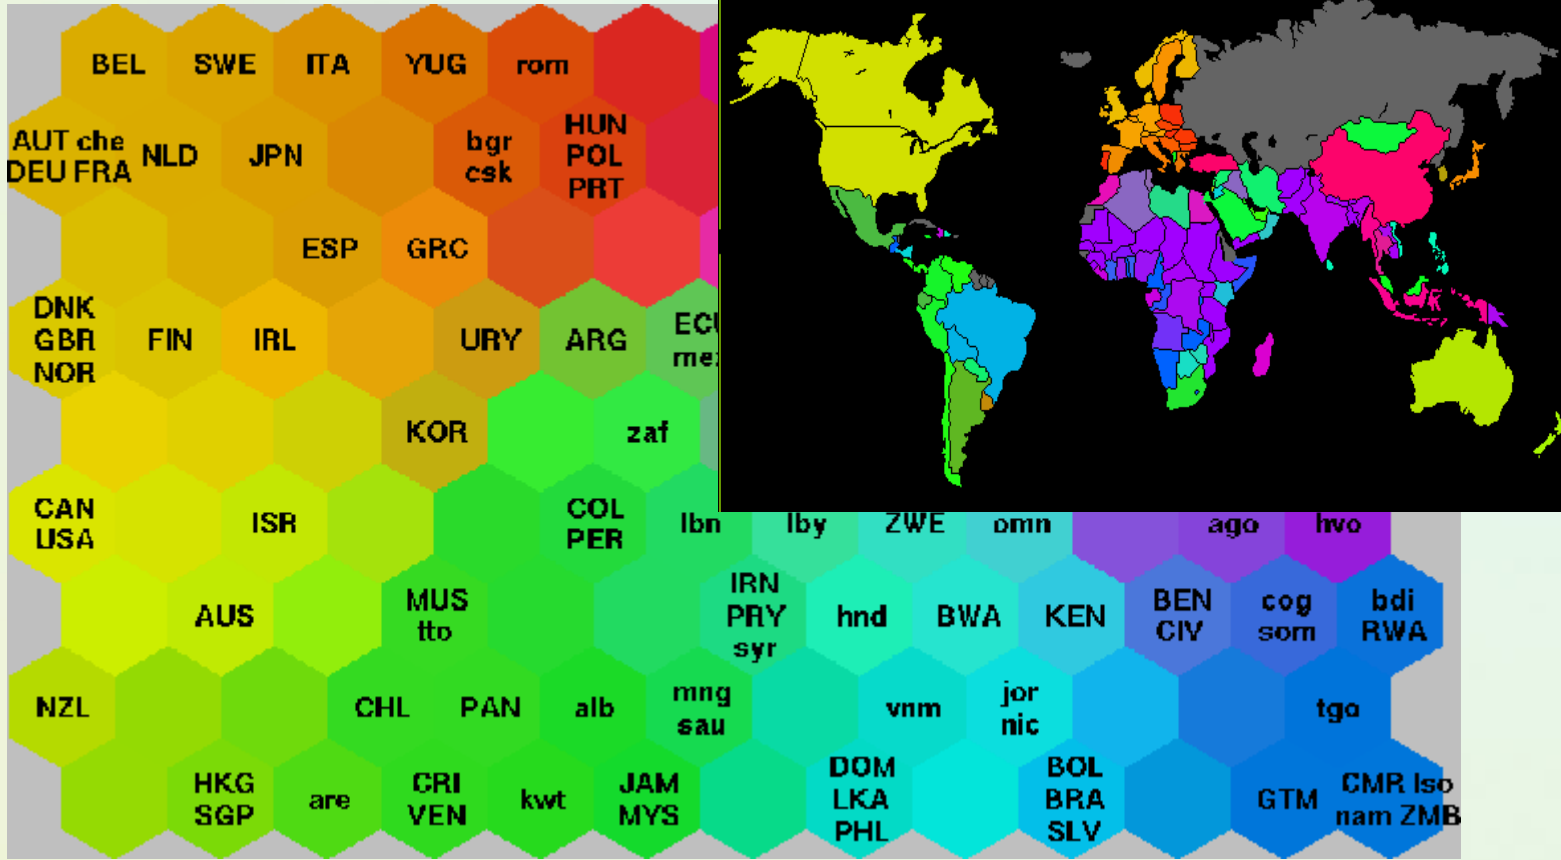 BEL SWE ITA YUG rom
AUT che
DEU FRA
NLD
JPN
bgr
csk
HUN
POL
PRT
ESP GRC
DNK
GBR
NOR
FIN IRL URY ARG
KOR zaf
CAN
USA
ISR
COL
PER
lbn lby ZWE omn ago hvo
AUS
MUS
tto
IRN
PRY
syr
hnd BWA KEN
BEN
CIV
cog
som
bdi
RWA
NZL CHL PAN alb
mng
sau
vnm
jor
nic
tgo
HKG
SGP
are
CRI
VEN
kwt
JAM
MYS
DOM
LKA
PHL
BOL
BRA
SLV
GTM
CMR lso
nam ZMB